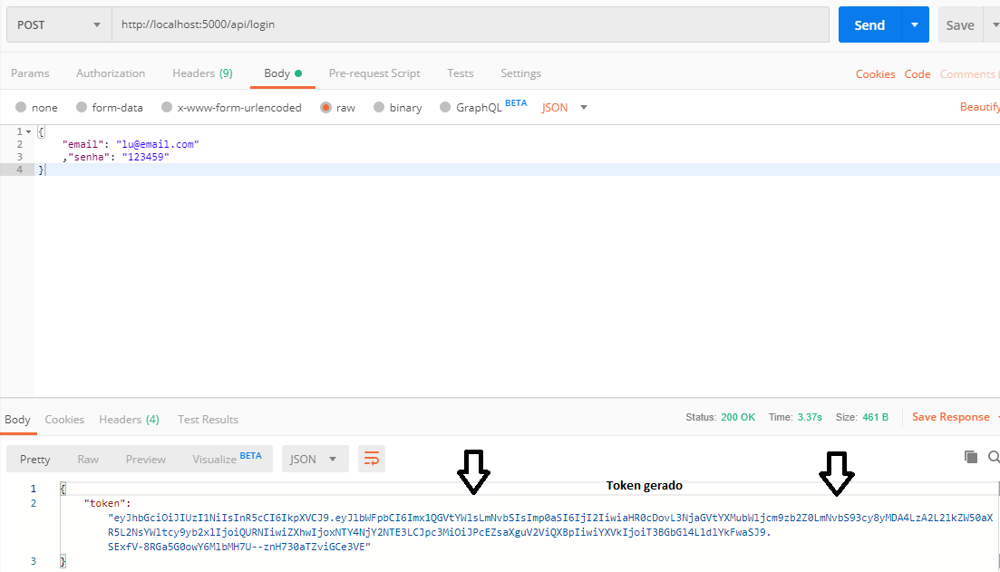 POST http://localhost:5000/api/login Send Save
Params Authorization Headers (9) Body Pre-request Script Tests Settings Cookies Code Comments (
none form-data x-www-form-urlencoded raw binary GraphQL BETA JSON Beautify
1 {
2 "email": "lu@email.com"
3 ,"senha": "123459"
4 }
Body Cookies Headers (4) Test Results Status: 200 OK Time: 3.37s Size: 461 B Save Response
Pretty Raw Preview Visualize BETA JSON
Token gerado
1 {
2 "token":
"eyJhbGciOiJIUzI1NiIsInR5cCI6IkpXVCJ9.eyJlbWFpbCI6Imx1QGVtYWlsLmNvbSIsImp0aSI6IjI2IiwiaHR0cDovL3NjaGVtYXMubWljcm9zb2Z0LmNvbS93cy8yMDA4LzA2L2lkZW50aX
R5L2NsYWltcy9yb2xlIjoiQURNIiwiZXhwIjoxNTY4NjY2NTE3LCJpc3MiOiJPcEZsaXguV2ViQXBpIiwiYXVkIjoiT3BGbGl4LldlYkFwaSJ9.
SExfV-8RGa5G0owY6MlbMH7U--znH730aTZviGCe3VE"
3 }